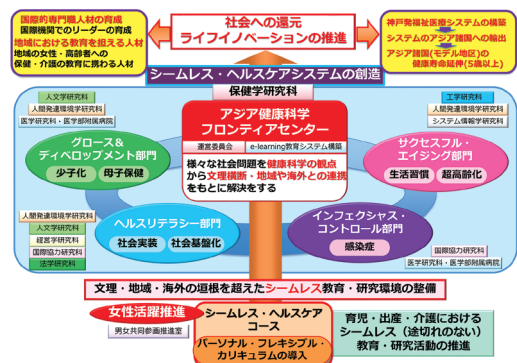 国際的専門職人材の育成
国際機関でのリーダーの育成
地域における教育を担える人材
地域の女性・高齢者への
保健・介護の教育に携わる人材
社会への還元
ライフイノベーションの推進
神戸発福祉医療システムの構築
システムのアジア諸国への輸出
アジア諸国(モデル地区)の
健康寿命延伸(5歳以上)
シームレス・ヘルスケアシステムの創造
保健学研究科
アジア健康科学
フロンティアセンター
運営委員会
e-learning教育システム構築
様々な社会問題を健康科学の観点
から文理横断・地域や海外との連携
をもとに解決をする
人文学研究科
人間発達環境学研究科
医学研究科・医学部附属病院
グロース&
ディベロップメント部門
少子化
母子保健
工学研究科
人間発達環境学研究科
システム情報学研究科
サクセスフル・
エイジング部門
生活習慣
超高齢化
人間発達環境学研究科
人文学研究科
経営学研究科
国際協力研究科
法学研究科
ヘルスリテラシー部門
社会実装
社会基盤化
インフェクシャス・
コントロール部門
感染症
国際協力研究科
医学研究科・医学部附属病院
文理・地域・海外の垣根を超えたシームレス教育・研究環境の整備
女性活躍推進
男女共同参画推進室
シームレス・ヘルスケア
コース
パーソナル・フレキシブル・
カリキュラムの導入
育児・出産・介護における
シームレス(途切れのない)
教育・研究活動の推進